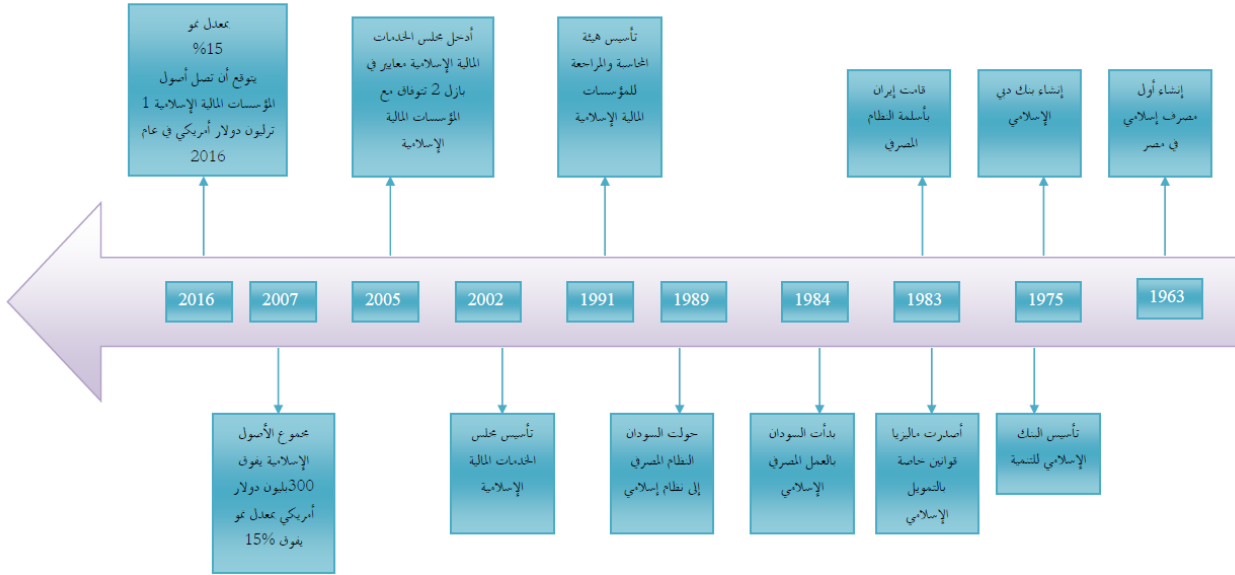 إنشاء أول
مصرف إسلامي
في مصر
إنشاء بنك دبي
الإسلامي
قامت إيران
بأسلمة النظام
المصرفي
تأسيس هيئة
المحاسبة والمراجعة
للمؤسسات
المالية الإسلامية
أدخل مجلس الخدمات
المالية الإسلامية معايير في
بازل 2 تتوفاق مع
المؤسسات المالية
الإسلامية
بمعدل نمو
15%
يتوقع أن تصل أصول
المؤسسات المالية الإسلامية 1
ترليون دولار أمريكي في عام
2016
1963
1975
1983
1984
1989
1991
2002
2005
2007
2016
تأسيس البنك
الإسلامي للتنمية
أصدرت ماليزيا
قوانين خاصة
بالتمويل
الإسلامي
بدأت السودان
بالعمل المصرفي
الإسلامي
حولت السودان
النظام المصرفي
إلى نظام إسلامي
تأسيس مجلس
الخدمات المالية
الإسلامية
مجموع الأصول
الإسلامية يفوق
300بليون دولار
أمريكي بمعدل نمو
يفوق 15%